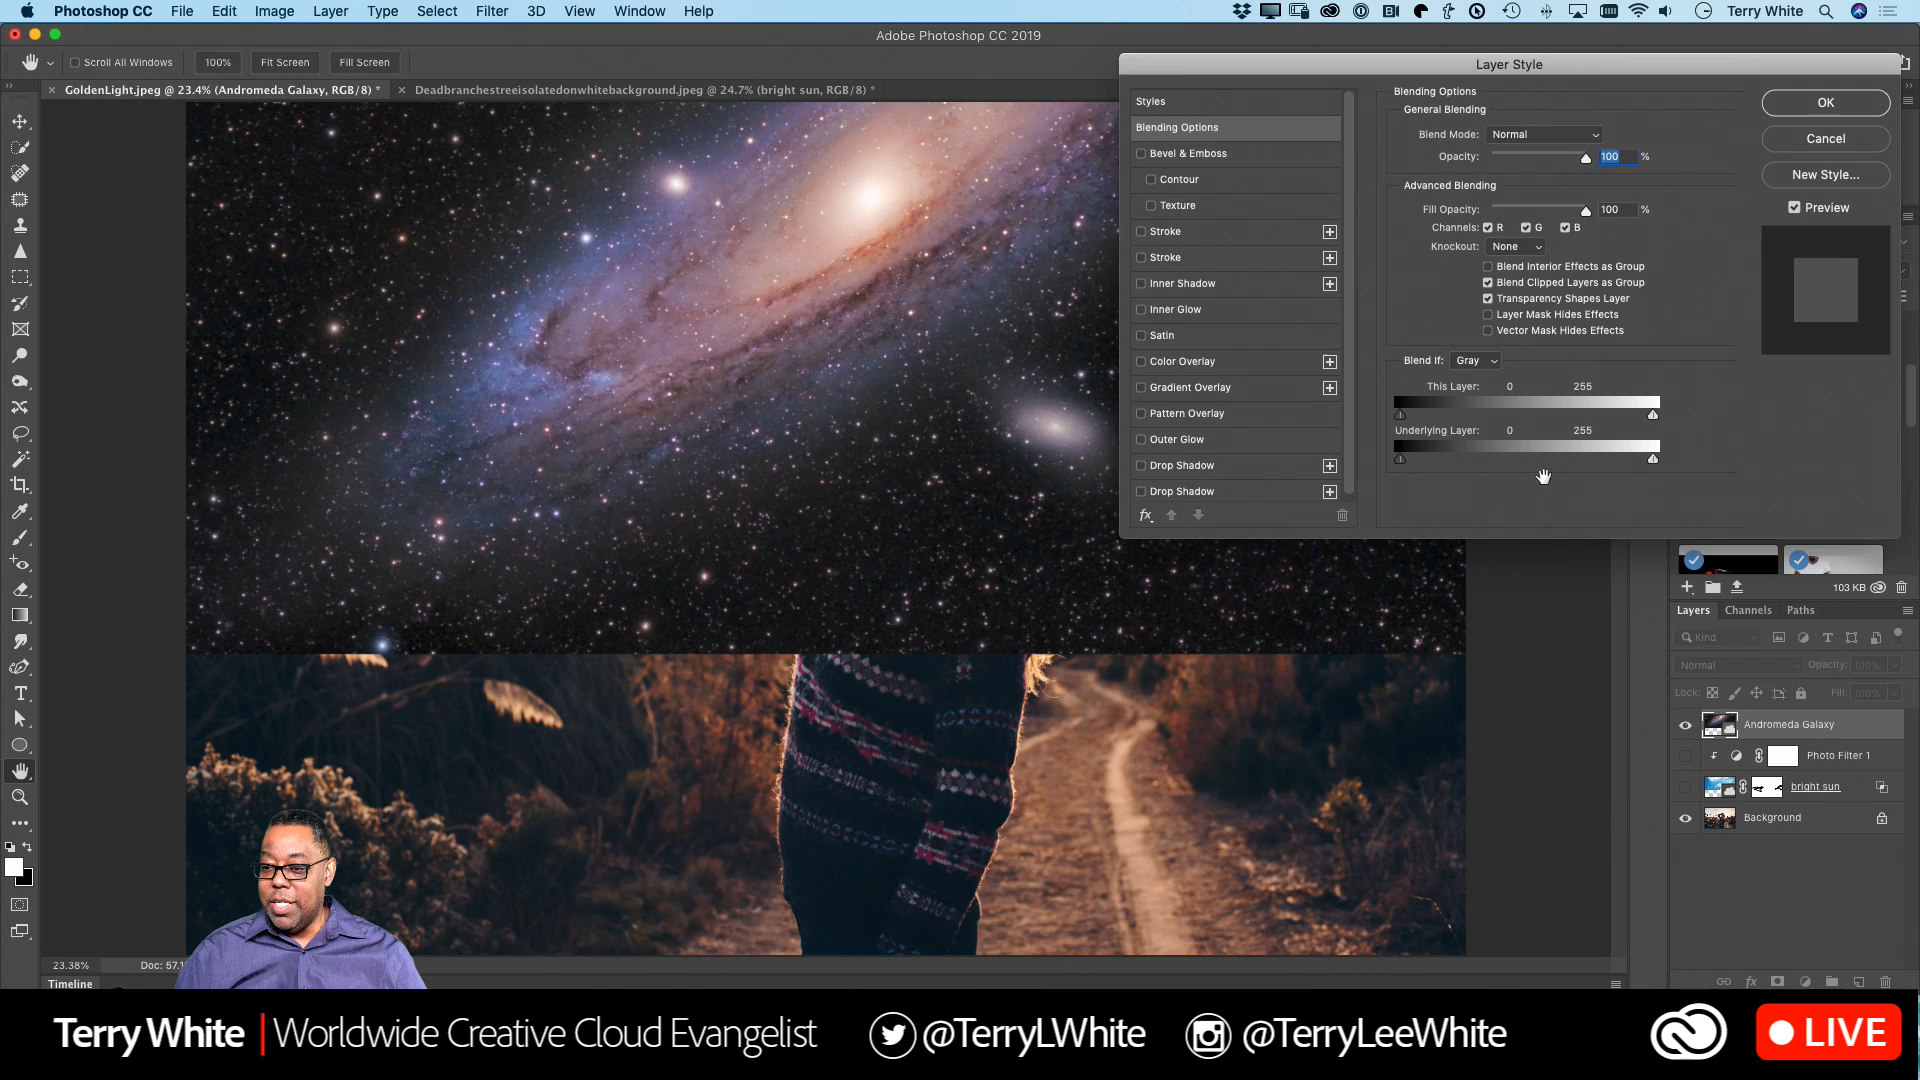 Photoshop CC File Edit Image Layer Type Select Filter 3D View Window Help Terry White
Adobe Photoshop CC 2019
Scroll All Windows 100% Fit Screen Fill Screen
GoldenLight.jpeg @ 23.4% (Andromeda Galaxy, RGB/8) * Deadbranchestreeisolatedonwhitebackground.jpeg @ 24.7% (bright sun, RGB/8) *
Layer Style
Styles
Blending Options
Bevel & Emboss
Contour
Texture
Stroke
Stroke
Inner Shadow
Inner Glow
Satin
Color Overlay
Gradient Overlay
Pattern Overlay
Outer Glow
Drop Shadow
Drop Shadow
fx
Blending Options
General Blending
Blend Mode: Normal
Opacity: 100 %
Advanced Blending
Fill Opacity: 100 %
Channels: R G B
Knockout: None
Blend Interior Effects as Group
Blend Clipped Layers as Group
Transparency Shapes Layer
Layer Mask Hides Effects
Vector Mask Hides Effects
Blend If: Gray
This Layer: 0 255
Underlying Layer: 0 255
OK
Cancel
New Style...
Preview
103 KB
Layers Channels Paths
Kind
Normal Opacity: 100%
Lock: Fill: 100%
Andromeda Galaxy
Photo Filter 1
bright sun
Background
fx
23.38% Doc: 57.1
Timeline
Terry White | Worldwide Creative Cloud Evangelist @TerryLWhite @TerryLeeWhite LIVE